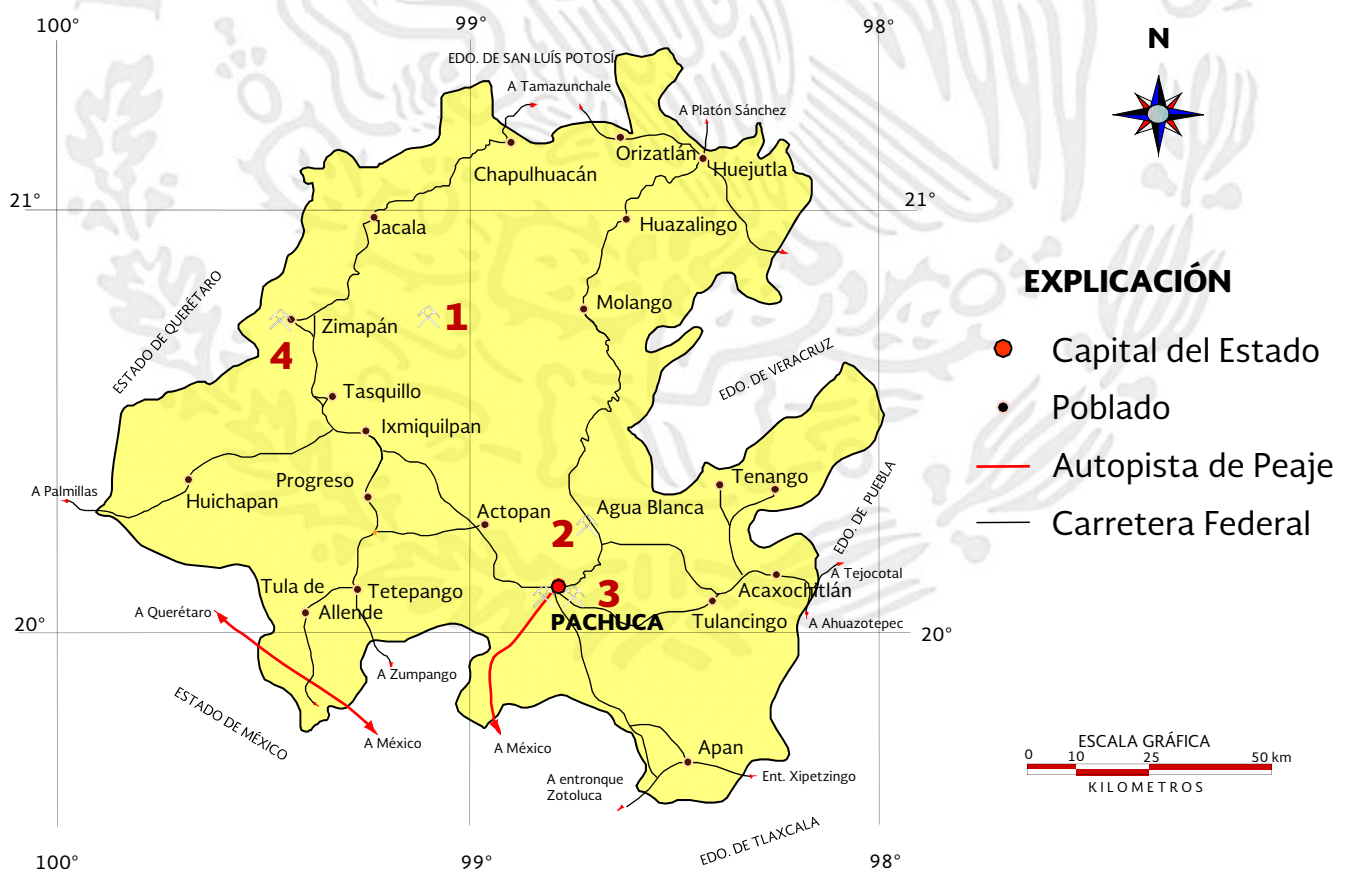 100°
99°
98°
N
EDO. DE SAN LUÍS POTOSÍ
A Tamazunchale
A Platón Sánchez
Orizatlán
Chapulhuacán
Huejutla
21°
21°
Jacala
Huazalingo
ESTADO DE QUERÉTARO
Molango
1
Zimapán
4
EDO. DE VERACRUZ
Tasquillo
Ixmiquilpan
Progreso
Tenango
A Palmillas
Huichapan
Actopan
Agua Blanca
EDO. DE PUEBLA
2
A Tejocotal
Tula de
Allende
Tetepango
3
Acaxochitlán
A Querétaro
PACHUCA
Tulancingo
A Ahuazotepec
20°
20°
A Zumpango
ESTADO DE MÉXICO
A México
A México
Apan
A entronque
Zotoluca
Ent. Xipetzingo
EDO. DE TLAXCALA
100°
99°
98°
EXPLICACIÓN
Capital del Estado
Poblado
Autopista de Peaje
Carretera Federal
ESCALA GRÁFICA
0 10 25 50 km
KILOMETROS